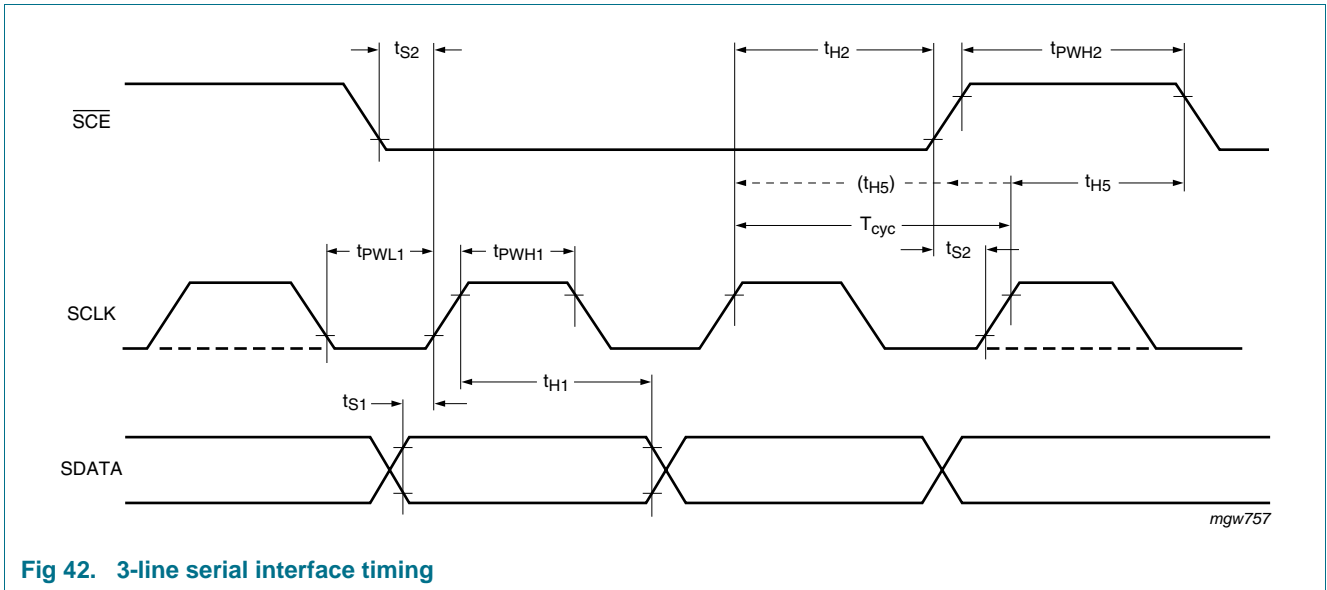 tS2
tH2
tPWH2
SCE
(tH5)
tH5
Tcyc
tPWL1
tPWH1
tS2
SCLK
tH1
tS1
SDATA
mgw757
Fig 42. 3-line serial interface timing